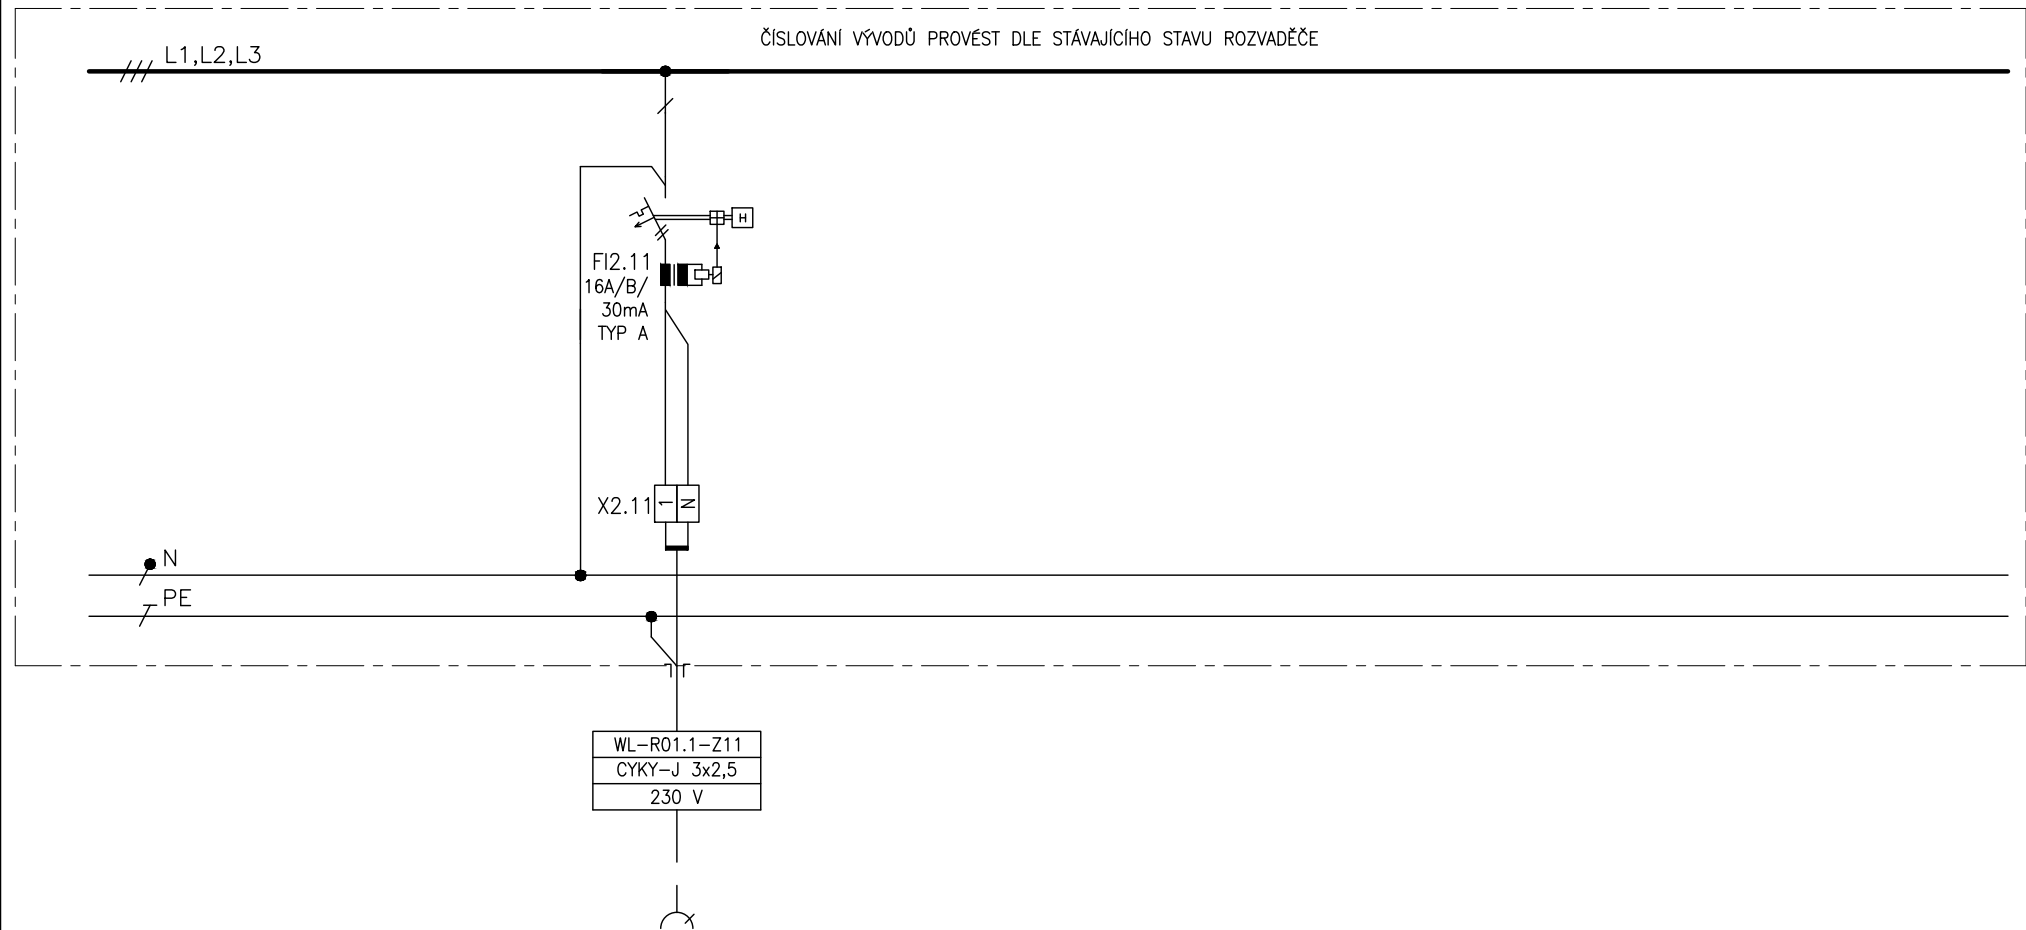 ČÍSLOVÁNÍ VÝVODŮ PROVÉST DLE STÁVAJÍCÍHO STAVU ROZVADĚČE
L1,L2,L3
H
FI2.11
16A/B/
30mA
TYP A
X2.11
1
N
N
PE
WL-R01.1-Z11
CYKY-J 3x2,5
230 V